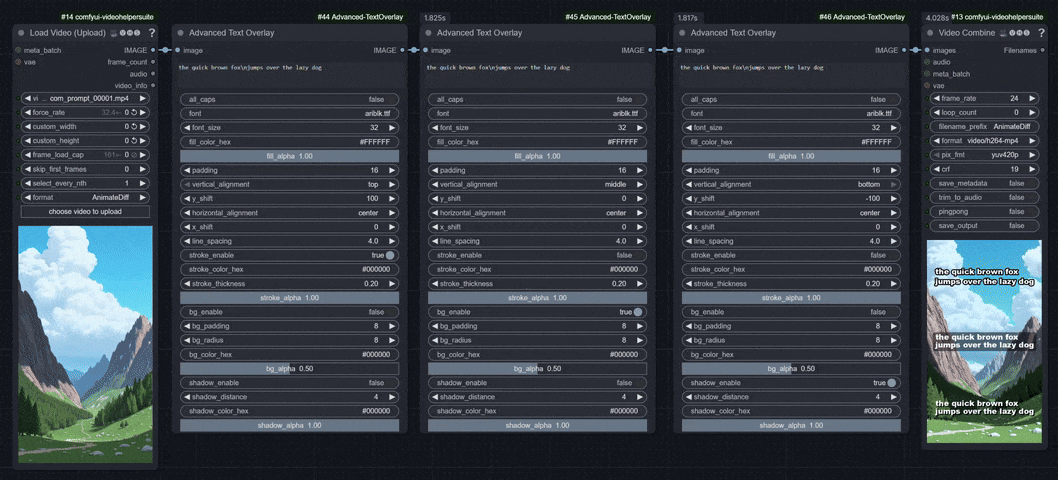 #14 comfyui-videohelpersuite
Load Video (Upload)
?
meta_batch
IMAGE
vae
frame_count
audio
video_info
vi .. com_prompt_00001.mp4
force_rate
0
custom_width
0
custom_height
0
frame_load_cap
0
skip_first_frames
0
select_every_nth
1
format
AnimateDiff
choose video to upload
#44 Advanced-TextOverlay
Advanced Text Overlay
image
IMAGE
the quick brown fox\njumps over the lazy dog
all_caps
false
font
ariblk.ttf
font_size
32
fill_color_hex
#FFFFFF
fill_alpha 1.00
padding
16
vertical_alignment
top
y_shift
100
horizontal_alignment
center
x_shift
0
line_spacing
4.0
stroke_enable
true
stroke_color_hex
#000000
stroke_thickness
0.20
stroke_alpha 1.00
bg_enable
false
bg_padding
8
bg_radius
8
bg_color_hex
#000000
bg_alpha 0.50
shadow_enable
false
shadow_distance
4
shadow_color_hex
#000000
shadow_alpha 1.00
1.825s
#45 Advanced-TextOverlay
Advanced Text Overlay
image
IMAGE
the quick brown fox\njumps over the lazy dog
all_caps
false
font
ariblk.ttf
font_size
32
fill_color_hex
#FFFFFF
fill_alpha 1.00
padding
16
vertical_alignment
middle
y_shift
0
horizontal_alignment
center
x_shift
0
line_spacing
4.0
stroke_enable
false
stroke_color_hex
#000000
stroke_thickness
0.20
stroke_alpha 1.00
bg_enable
true
bg_padding
8
bg_radius
8
bg_color_hex
#000000
bg_alpha 0.50
shadow_enable
false
shadow_distance
4
shadow_color_hex
#000000
shadow_alpha 1.00
1.817s
#46 Advanced-TextOverlay
Advanced Text Overlay
image
IMAGE
the quick brown fox\njumps over the lazy dog
all_caps
false
font
ariblk.ttf
font_size
32
fill_color_hex
#FFFFFF
fill_alpha 1.00
padding
16
vertical_alignment
bottom
y_shift
-100
horizontal_alignment
center
x_shift
0
line_spacing
4.0
stroke_enable
false
stroke_color_hex
#000000
stroke_thickness
0.20
stroke_alpha 1.00
bg_enable
false
bg_padding
8
bg_radius
8
bg_color_hex
#000000
bg_alpha 0.50
shadow_enable
true
shadow_distance
4
shadow_color_hex
#000000
shadow_alpha 1.00
4.028s
#13 comfyui-videohelpersuite
Video Combine
?
images
Filenames
audio
meta_batch
vae
frame_rate
24
loop_count
0
filename_prefix
AnimateDiff
format
video/h264-mp4
pix_fmt
yuv420p
crf
19
save_metadata
false
trim_to_audio
false
pingpong
false
save_output
false
the quick brown fox
jumps over the lazy dog
the quick brown fox
jumps over the lazy dog
the quick brown fox
jumps over the lazy dog